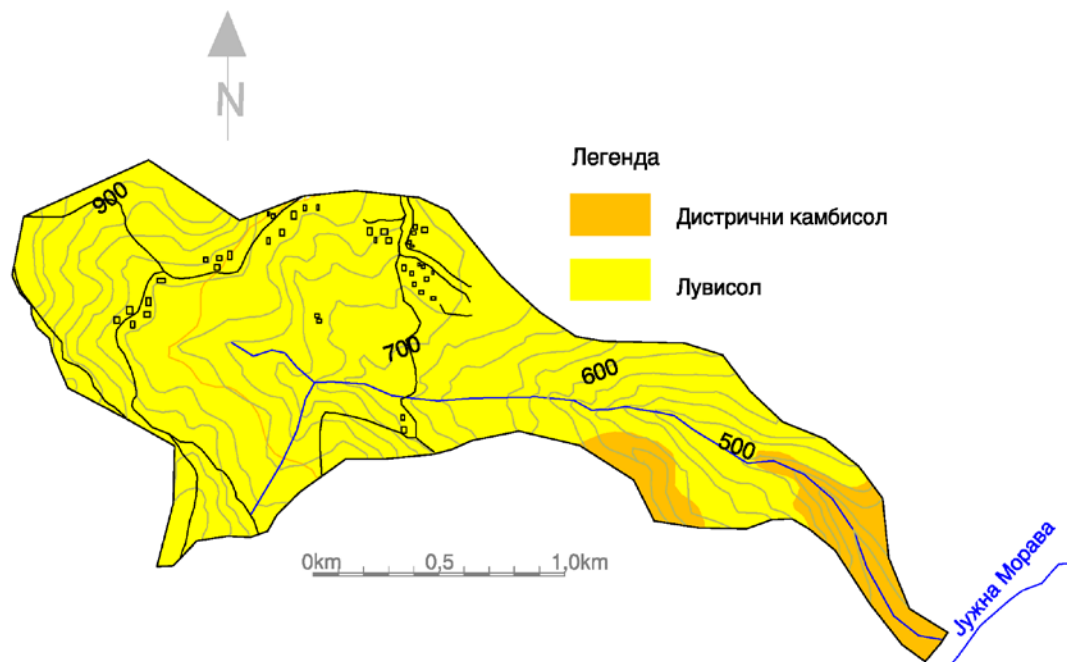 N
Легенда
900
Дистрични камбисол
Лувисол
700
600
500
0km 0,5 1,0km
Јужна Морава